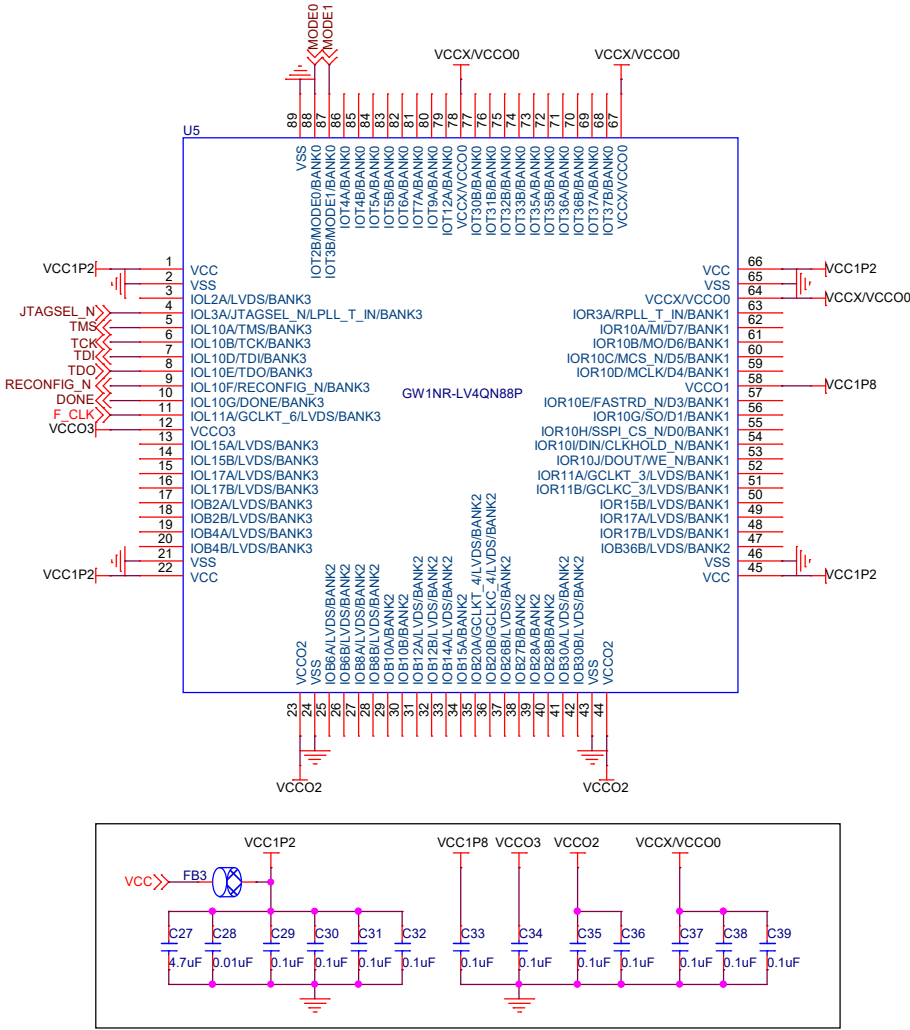 MODE0
MODE1
VCCX/VCCO0
VCCX/VCCO0
89
88
87
86
85
84
83
82
81
80
79
78
77
76
75
74
73
72
71
70
69
68
67
U5
VSS
IOT2B/MODE0/BANK0
IOT3B/MODE1/BANK0
IOT4A/BANK0
IOT4B/BANK0
IOT5A/BANK0
IOT5B/BANK0
IOT6A/BANK0
IOT7A/BANK0
IOT9A/BANK0
IOT12A/BANK0
VCCX/VCCO0
IOT30B/BANK0
IOT31B/BANK0
IOT32B/BANK0
IOT33B/BANK0
IOT35A/BANK0
IOT35B/BANK0
IOT36A/BANK0
IOT36B/BANK0
IOT37A/BANK0
IOT37B/BANK0
VCCX/VCCO0
VCC1P2 1 VCC
2 VSS
3 IOL2A/LVDS/BANK3
JTAGSEL_N 4 IOL3A/JTAGSEL_N/LPLL_T_IN/BANK3
TMS 5 IOL10A/TMS/BANK3
TCK 6 IOL10B/TCK/BANK3
TDI 7 IOL10D/TDI/BANK3
TDO 8 IOL10E/TDO/BANK3
RECONFIG_N 9 IOL10F/RECONFIG_N/BANK3
DONE 10 IOL10G/DONE/BANK3
F_CLK 11 IOL11A/GCLKT_6/LVDS/BANK3
VCCO3 12 VCCO3
13 IOL15A/LVDS/BANK3
14 IOL15B/LVDS/BANK3
15 IOL17A/LVDS/BANK3
16 IOL17B/LVDS/BANK3
17 IOB2A/LVDS/BANK3
18 IOB2B/LVDS/BANK3
19 IOB4A/LVDS/BANK3
20 IOB4B/LVDS/BANK3
21 VSS
VCC1P2 22 VCC
GW1NR-LV4QN88P
VCC 66 VCC1P2
VSS 65
VCCX/VCCO0 64 VCCX/VCCO0
IOR3A/RPLL_T_IN/BANK1 63
IOR10A/MI/D7/BANK1 62
IOR10B/MO/D6/BANK1 61
IOR10C/MCS_N/D5/BANK1 60
IOR10D/MCLK/D4/BANK1 59
VCCO1 58 VCC1P8
IOR10E/FASTRD_N/D3/BANK1 57
IOR10G/SO/D1/BANK1 56
IOR10H/SSPI_CS_N/D0/BANK1 55
IOR10I/DIN/CLKHOLD_N/BANK1 54
IOR10J/DOUT/WE_N/BANK1 53
IOR11A/GCLKT_3/LVDS/BANK1 52
IOR11B/GCLKC_3/LVDS/BANK1 51
IOR15B/LVDS/BANK1 50
IOR17A/LVDS/BANK1 49
IOR17B/LVDS/BANK1 48
IOB36B/LVDS/BANK2 47
VSS 46
VCC 45 VCC1P2
VCCO2
VSS
IOB6A/LVDS/BANK2
IOB6B/LVDS/BANK2
IOB8A/LVDS/BANK2
IOB8B/LVDS/BANK2
IOB10A/BANK2
IOB10B/BANK2
IOB12A/LVDS/BANK2
IOB12B/LVDS/BANK2
IOB14A/LVDS/BANK2
IOB15A/BANK2
IOB20A/GCLKT_4/LVDS/BANK2
IOB20B/GCLKC_4/LVDS/BANK2
IOB26B/LVDS/BANK2
IOB27B/BANK2
IOB28A/BANK2
IOB28B/BANK2
IOB30A/LVDS/BANK2
IOB30B/LVDS/BANK2
VSS
VCCO2
23
24
25
26
27
28
29
30
31
32
33
34
35
36
37
38
39
40
41
42
43
44
VCCO2
VCCO2
VCC1P2 VCC1P8 VCCO3 VCCO2 VCCX/VCCO0
VCC FB3
C27 C28 C29 C30 C31 C32 C33 C34 C35 C36 C37 C38 C39
4.7uF 0.01uF 0.1uF 0.1uF 0.1uF 0.1uF 0.1uF 0.1uF 0.1uF 0.1uF 0.1uF 0.1uF 0.1uF